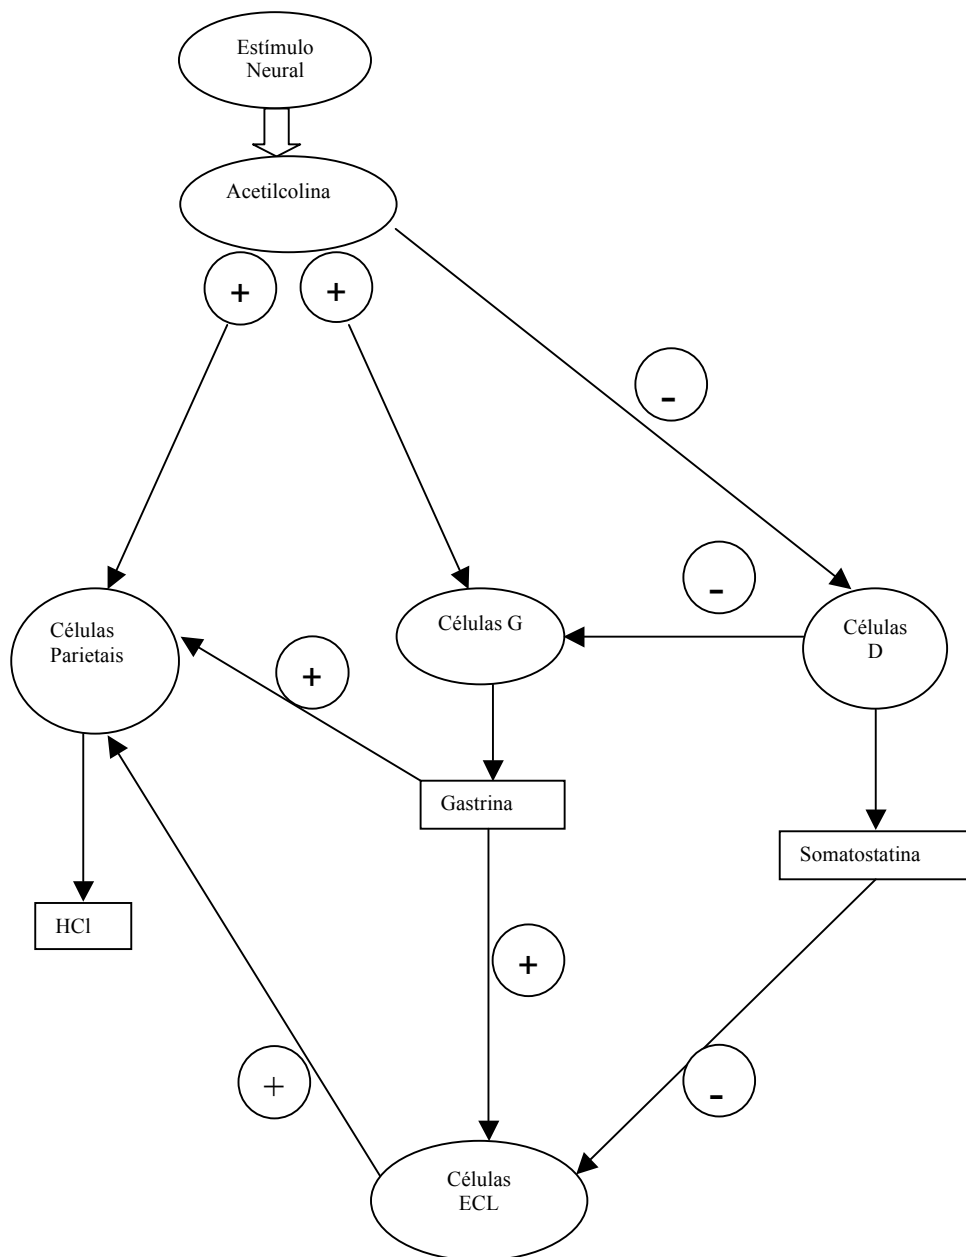 Estímulo
Neural
Acetilcolina
+
+
-
-
Células
Parietais
Células G
Células
D
+
Gastrina
Somatostatina
HCl
+
+
-
Células
ECL